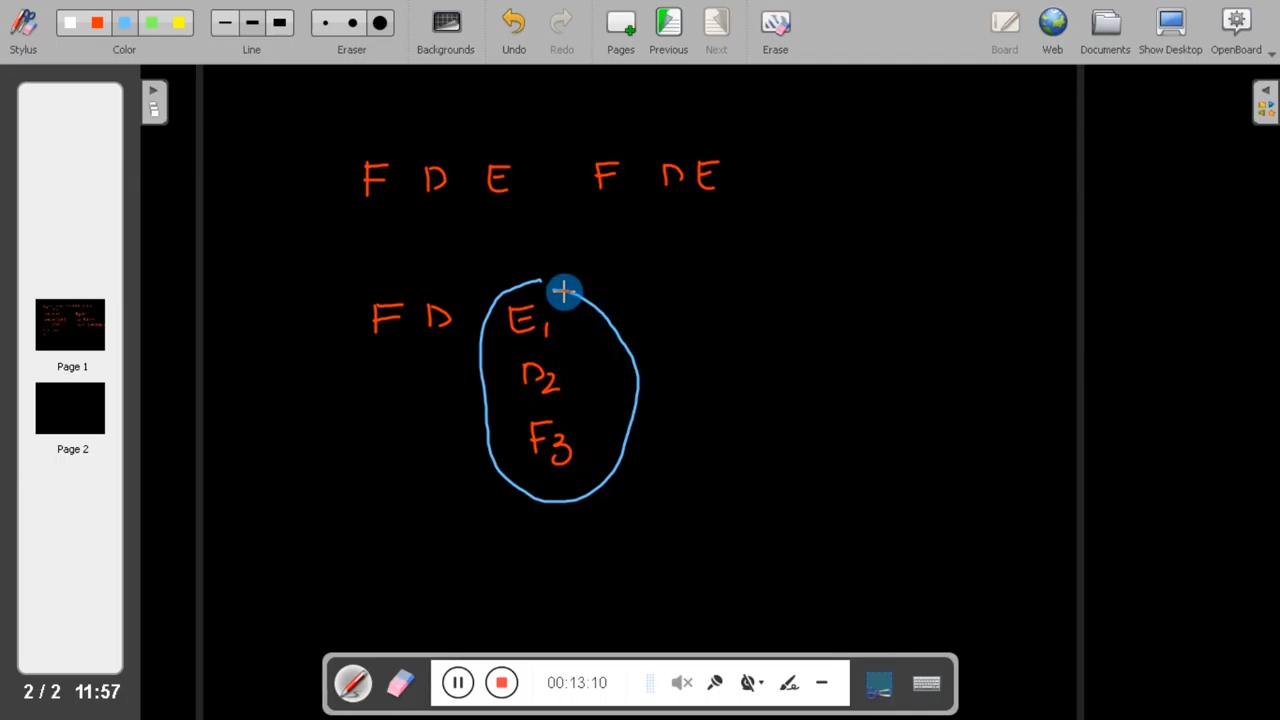 Stylus Color Line Eraser Backgrounds Undo Redo Pages Previous Next Erase Board Web Documents Show Desktop OpenBoard
F D E F D E
F D E1
D2
F3
Page 1
Page 2
2 / 2 11:57
00:13:10